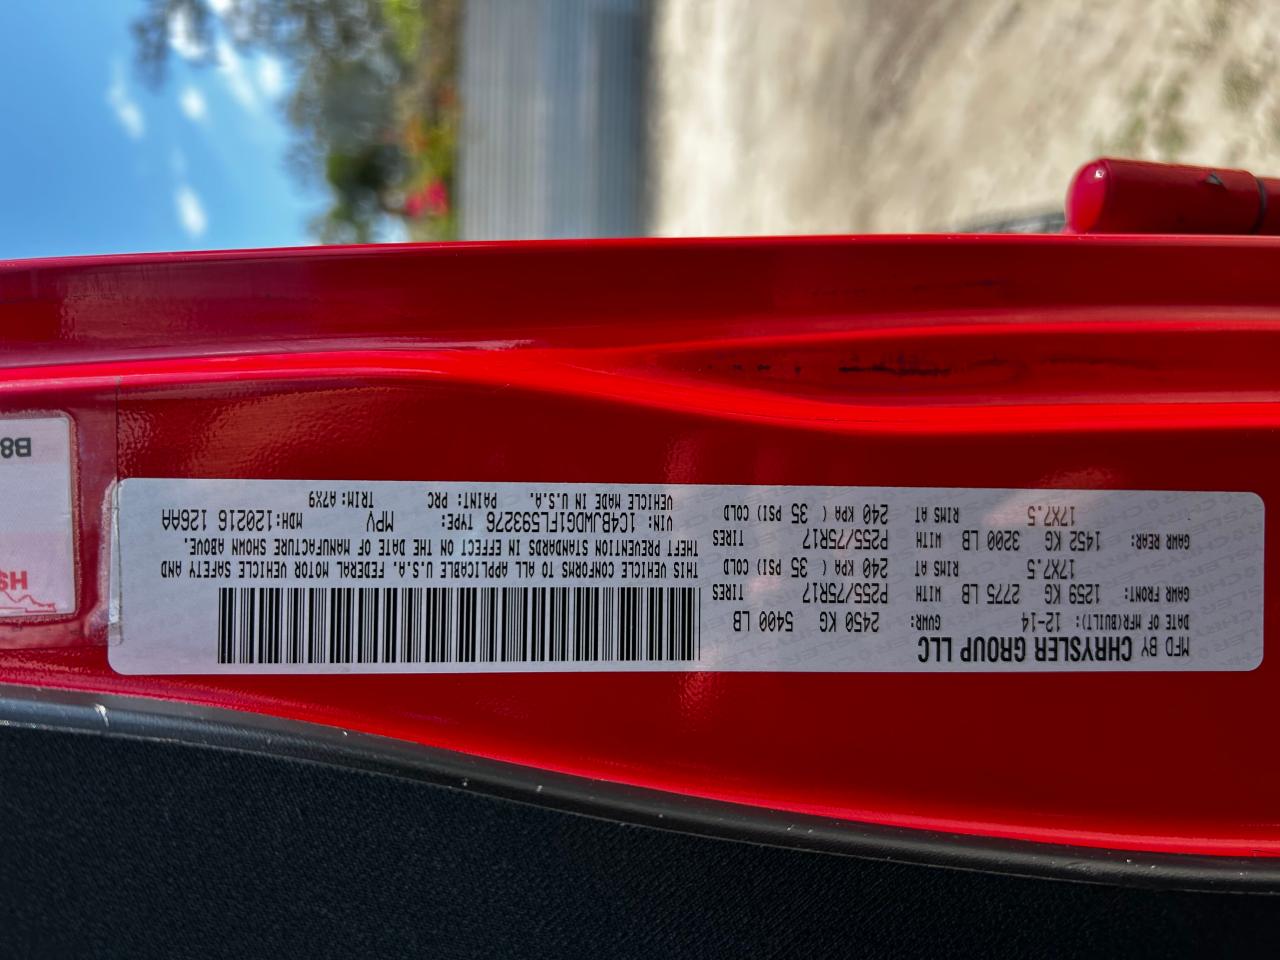 MFD BY CHRYSLER GROUP LLC
DATE OF MFR(BUILT): 12-14 GVWR: 2450 KG 5400 LB
GAWR FRONT: 1259 KG 2775 LB WITH P255/75R17 TIRES
17X7.5 RIMS AT 240 KPA ( 35 PSI) COLD
GAWR REAR: 1452 KG 3200 LB WITH P255/75R17 TIRES
17X7.5 RIMS AT 240 KPA ( 35 PSI) COLD
THIS VEHICLE CONFORMS TO ALL APPLICABLE U.S.A. FEDERAL MOTOR VEHICLE SAFETY AND
THEFT PREVENTION STANDARDS IN EFFECT ON THE DATE OF MANUFACTURE SHOWN ABOVE.
VIN: 1C4BJWDG1FL593276 TYPE: MPV MDH:120216 126AA
VEHICLE MADE IN U.S.A. PAINT: PRC TRIM: A7X9
B8
HS